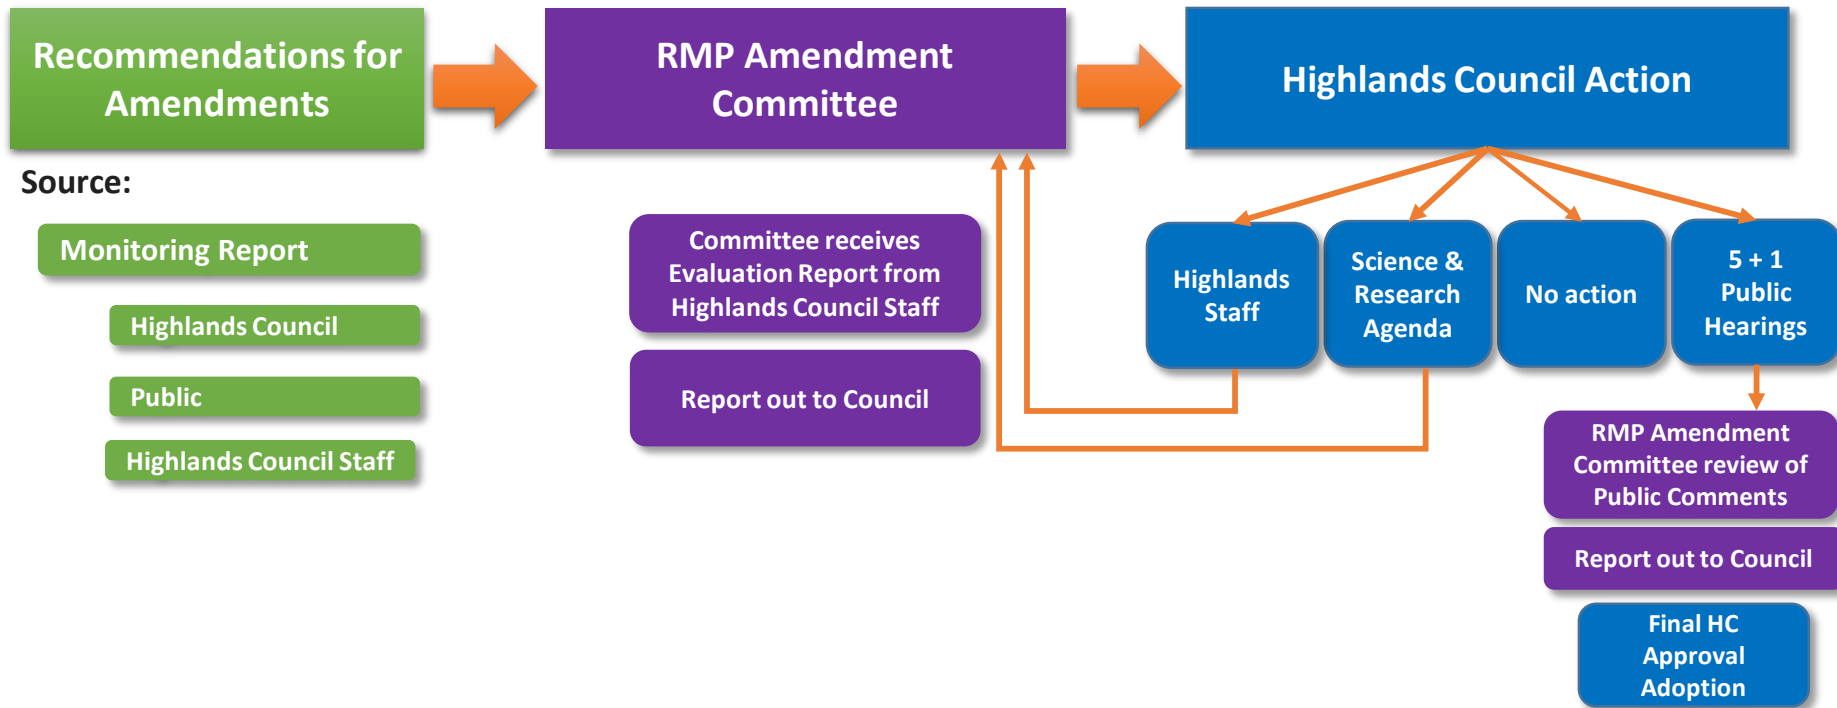 Recommendations for
Amendments
RMP Amendment
Committee
Highlands Council Action
Source:
Monitoring Report
Highlands Council
Public
Highlands Council Staff
Committee receives
Evaluation Report from
Highlands Council Staff
Report out to Council
Highlands
Staff
Science &
Research
Agenda
No action
5 + 1
Public
Hearings
RMP Amendment
Committee review of
Public Comments
Report out to Council
Final HC
Approval
Adoption